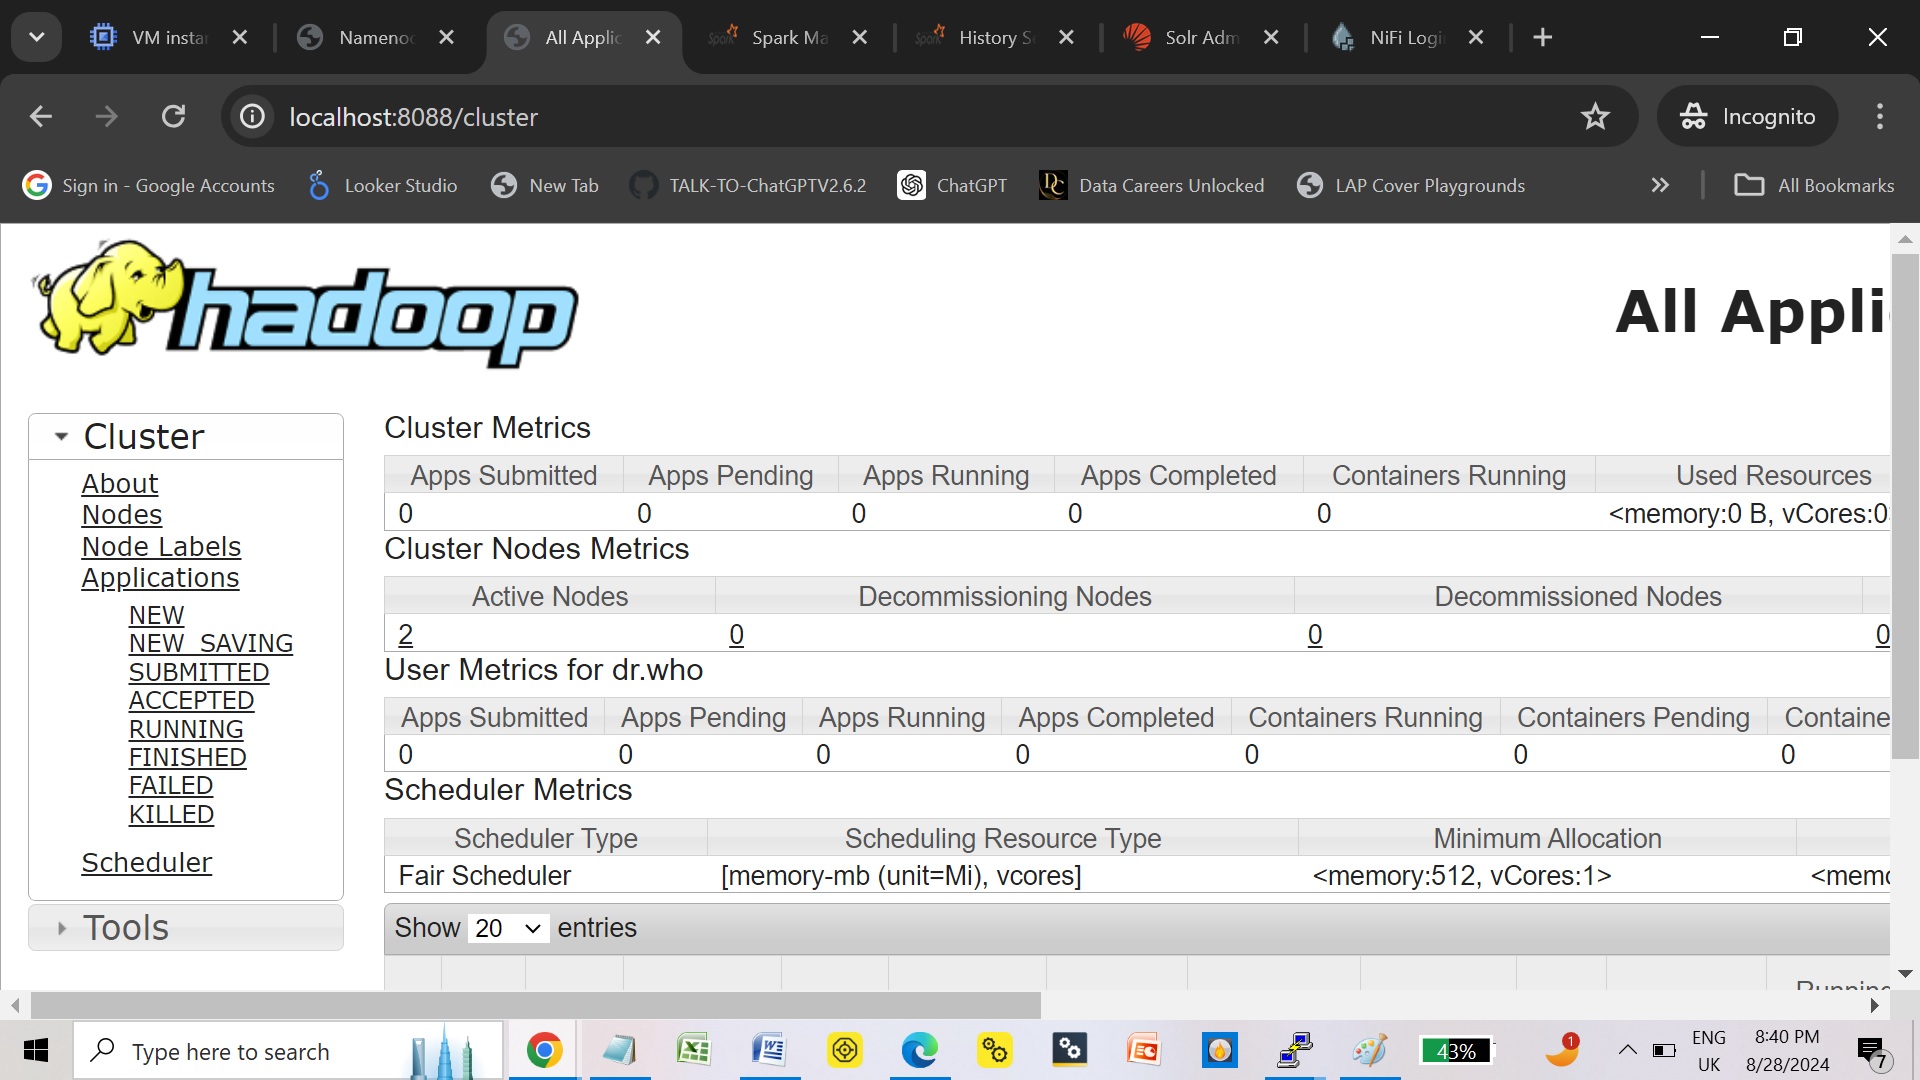 VM insta
Nameno
All Applic
Spark Ma
History S
Solr Adm
NiFi Logi
localhost:8088/cluster
Incognito
Sign in - Google Accounts
Looker Studio
New Tab
TALK-TO-ChatGPTV2.6.2
ChatGPT
DC
Data Careers Unlocked
LAP Cover Playgrounds
All Bookmarks
hadoop
All Appli
Cluster
About
Nodes
Node Labels
Applications
NEW
NEW_SAVING
SUBMITTED
ACCEPTED
RUNNING
FINISHED
FAILED
KILLED
Scheduler
Tools
Cluster Metrics
Apps Submitted Apps Pending Apps Running Apps Completed Containers Running Used Resources
0 0 0 0 0 <memory:0 B, vCores:0
Cluster Nodes Metrics
Active Nodes Decommissioning Nodes Decommissioned Nodes
2 0 0 0
User Metrics for dr.who
Apps Submitted Apps Pending Apps Running Apps Completed Containers Running Containers Pending Containe
0 0 0 0 0 0 0
Scheduler Metrics
Scheduler Type Scheduling Resource Type Minimum Allocation
Fair Scheduler [memory-mb (unit=Mi), vcores] <memory:512, vCores:1> <memo
Show 20 entries
Running
Type here to search
43%
1
ENG
UK
8:40 PM
8/28/2024
7